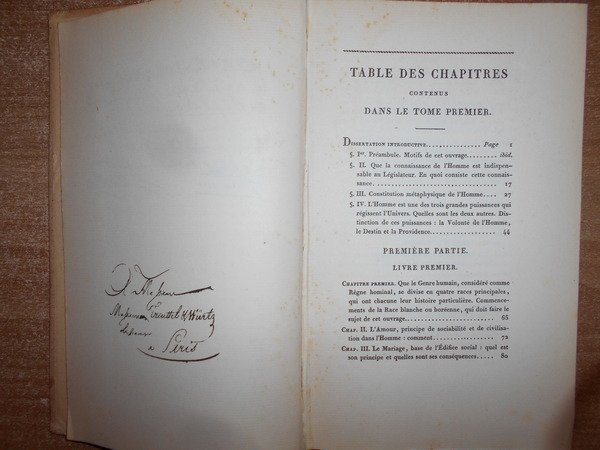 A Messieurs
Messieurs Treuttel & Würtz
Libraires
a Paris
TABLE DES CHAPITRES
CONTENUS
DANS LE TOME PREMIER.
Dissertation introductive............... Page 1
§. Ier. Préambule. Motifs de cet ouvrage..... ibid.
§. II. Que la connaissance de l'Homme est indispen-
sable au Législateur. En quoi consiste cette connais-
sance.................................. 17
§. III. Constitution métaphysique de l'Homme.... 27
§. IV. L'Homme est une des trois grandes puissances qui
régissent l'Univers. Quelles sont les deux autres. Dis-
tinction de ces puissances : la Volonté de l'Homme,
le Destin et la Providence................... 44
PREMIÈRE PARTIE.
LIVRE PREMIER.
Chapitre premier. Que le Genre humain, considéré comme
Règne hominal, se divise en quatre races principales,
qui ont chacune leur histoire particulière. Commence-
mens de la Race blanche ou boréenne, qui doit faire le
sujet de cet ouvrage....................... 65
Chap. II. L'Amour, principe de sociabilité et de civilisa-
tion dans l'Homme : comment............... 72
Chap. III. Le Mariage, base de l'Édifice social : quel est
son principe et quelles sont ses conséquences..... 80